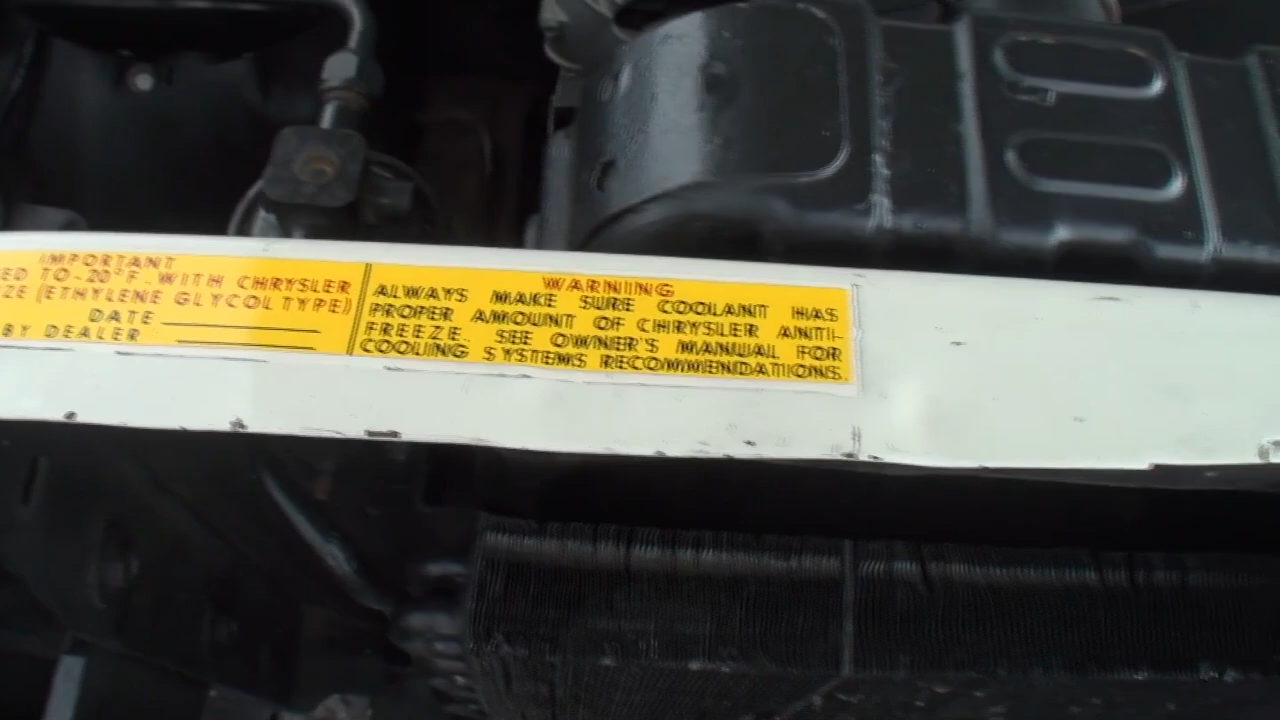 IMPORTANT
ED TO -20°F. WITH CHRYSLER
ZE (ETHYLENE GLYCOL TYPE)
DATE
BY DEALER
WARNING
ALWAYS MAKE SURE COOLANT HAS
PROPER AMOUNT OF CHRYSLER ANTI-
FREEZE. SEE OWNER'S MANUAL FOR
COOLING SYSTEMS RECOMMENDATIONS.